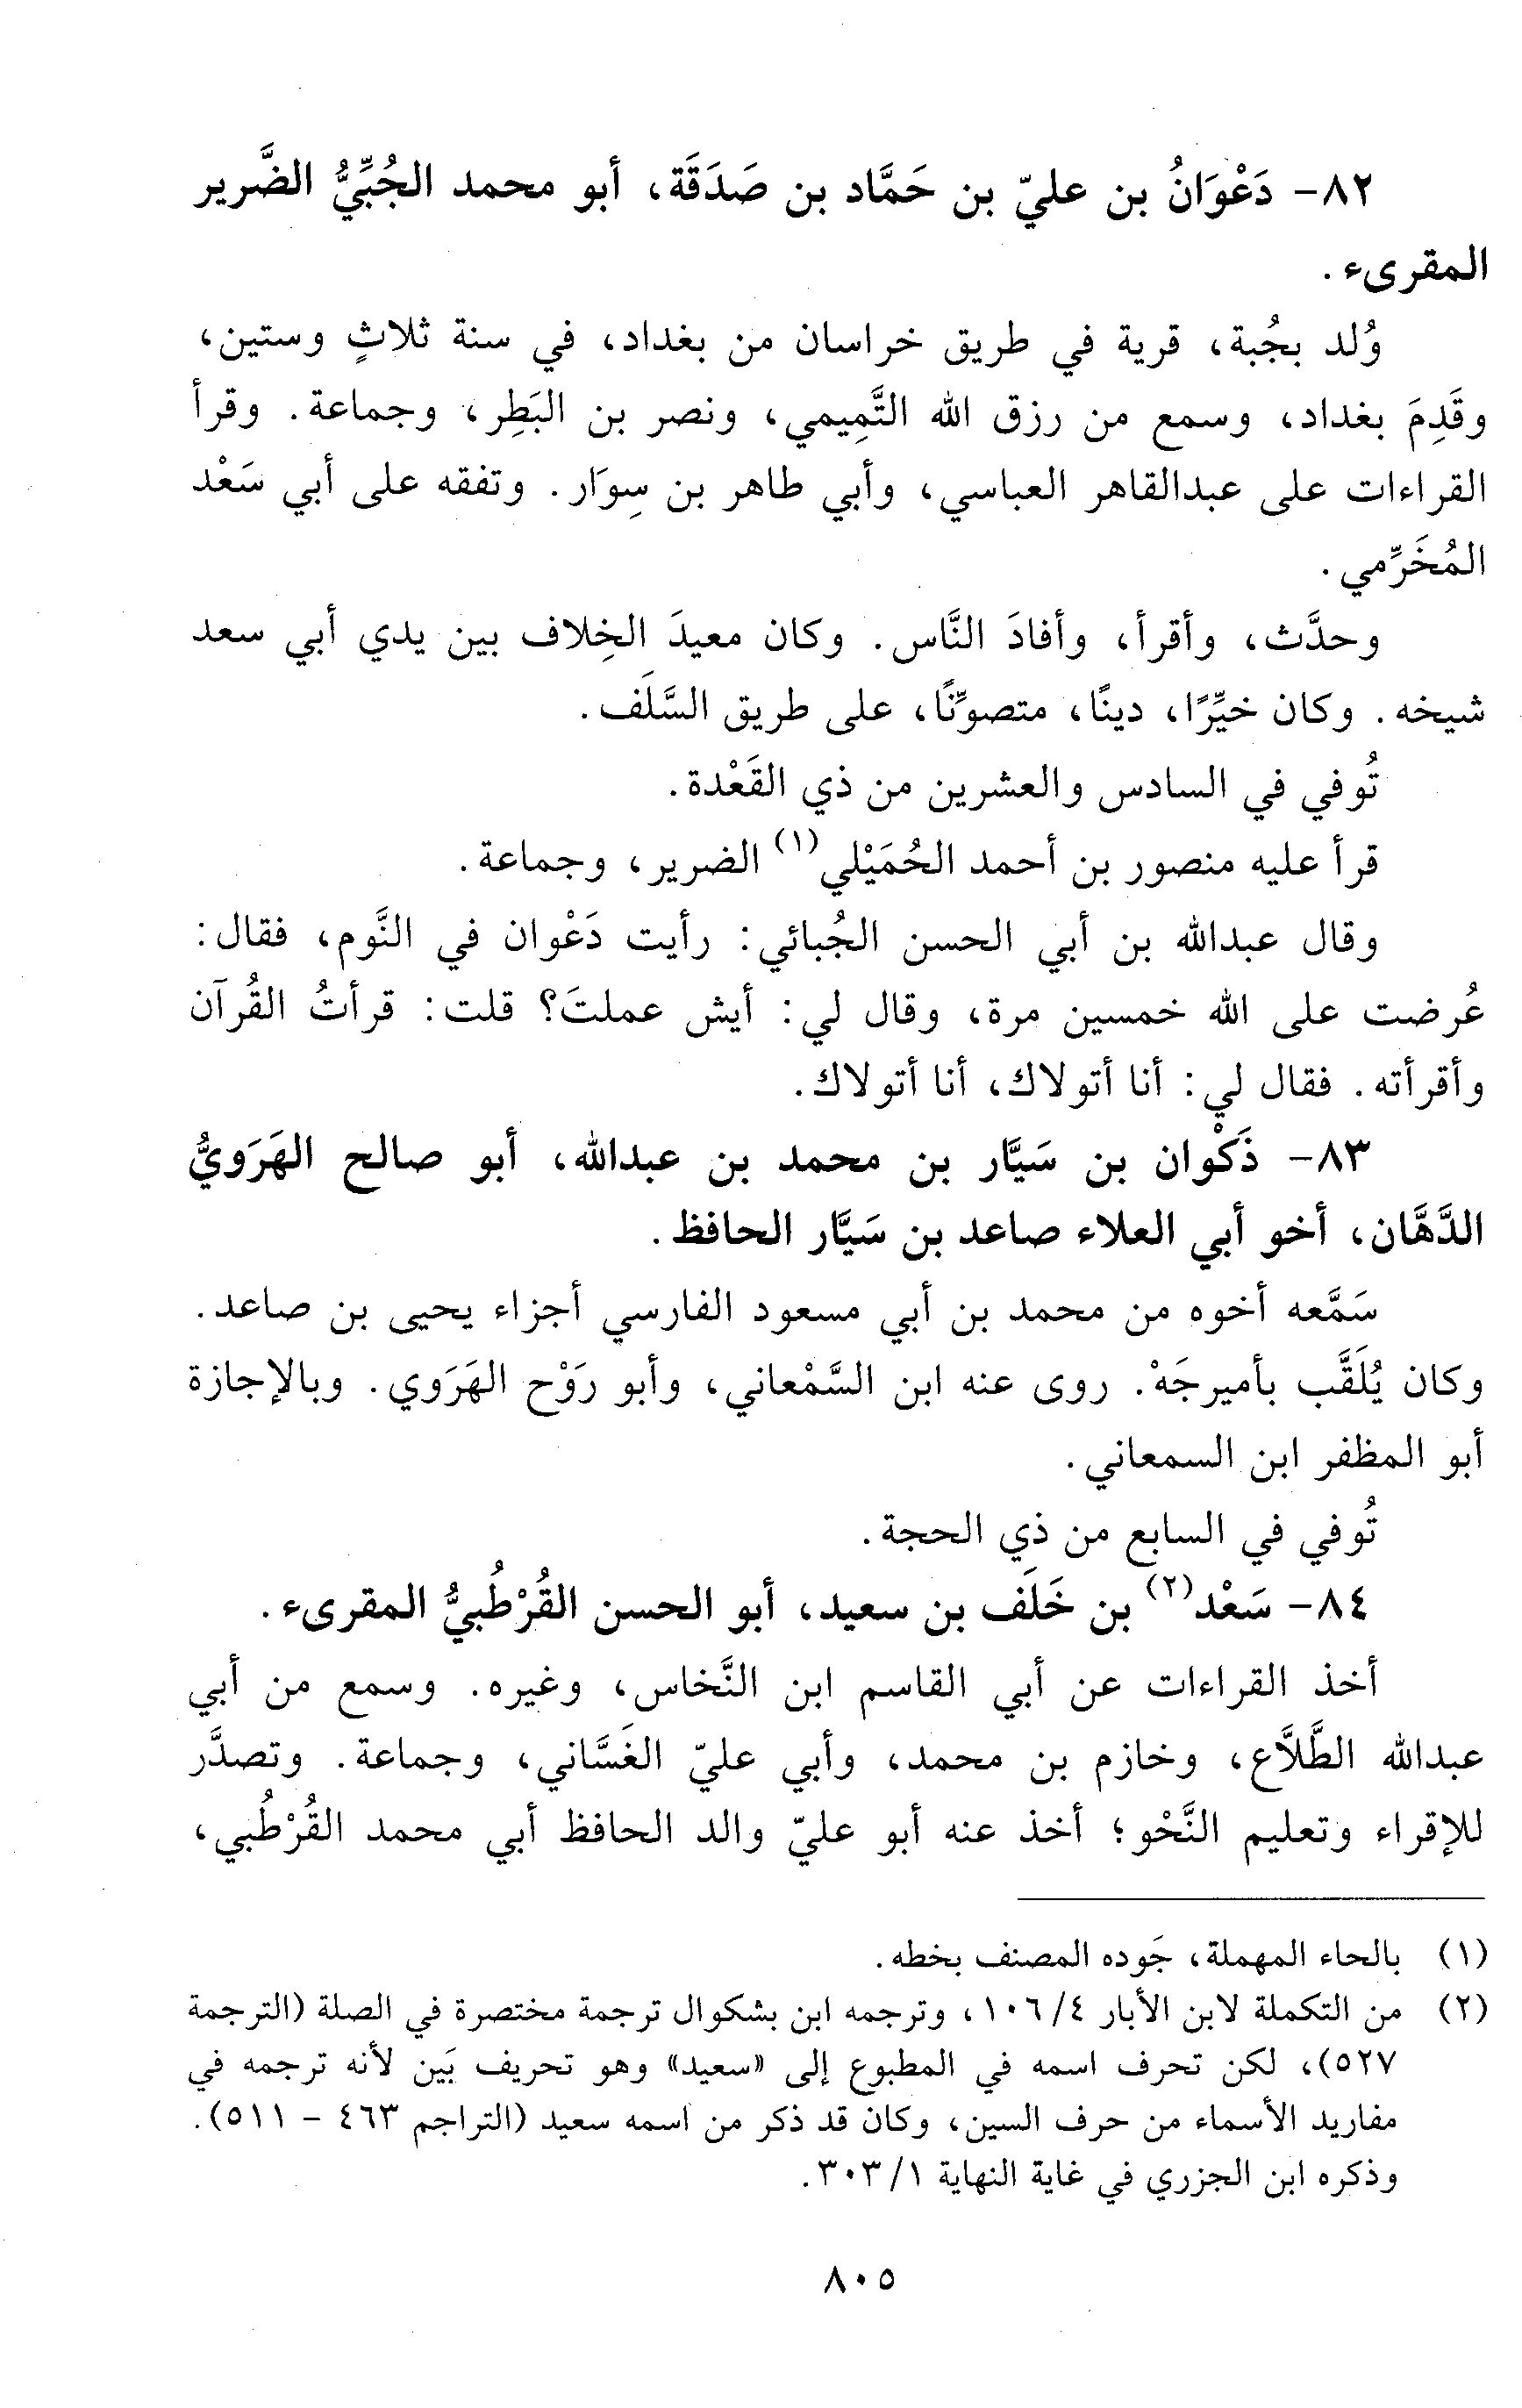 ٨٢- دَعْوَانُ بن عليّ بن حَمَّاد بن صَدَقَة، أبو محمد الجُبِّيُّ الضَّرير
المقرىء.
وُلد بجُبة، قرية في طريق خراسان من بغداد، في سنة ثلاثٍ وستين،
وقَدِمَ بغداد، وسمع من رزق الله التَّمِيمي، ونصر بن البَطِر، وجماعة. وقرأ
القراءات على عبدالقاهر العباسي، وأبي طاهر بن سِوَار. وتفقه على أبي سَعْد
المُخَرِّمي.
وحدَّث، وأقرأ، وأفادَ النَّاس. وكان معيدَ الخِلاف بين يدي أبي سعد
شيخه. وكان خيِّرًا، دينًا، متصوِّنًا، على طريق السَّلَف.
تُوفي في السادس والعشرين من ذي القَعْدة.
قرأ عليه منصور بن أحمد الحُمَيْلي(١) الضرير، وجماعة.
وقال عبدالله بن أبي الحسن الجُبائي: رأيت دَعْوان في النَّوم، فقال:
عُرضت على الله خمسين مرة، وقال لي: أيش عملتَ؟ قلت: قرأتُ القُرآن
وأقرأته. فقال لي: أنا أتولاك، أنا أتولاك.
٨٣- ذَكْوان بن سَيَّار بن محمد بن عبدالله، أبو صالح الهَرَويُّ
الدَّهَّان، أخو أبي العلاء صاعد بن سَيَّار الحافظ.
سَمَّعه أخوه من محمد بن أبي مسعود الفارسي أجزاء يحيى بن صاعد.
وكان يُلَقَّب بأميرجَهْ. روى عنه ابن السَّمْعاني، وأبو رَوْح الهَرَوي. وبالإجازة
أبو المظفر ابن السمعاني.
تُوفي في السابع من ذي الحجة.
٨٤- سَعْد(٢) بن خَلَف بن سعيد، أبو الحسن القُرْطُبيُّ المقرىء.
أخذ القراءات عن أبي القاسم ابن النَّخاس، وغيره. وسمع من أبي
عبدالله الطَّلَّاع، وخازم بن محمد، وأبي عليّ الغَسَّاني، وجماعة. وتصدَّر
للإقراء وتعليم النَّحْو؛ أخذ عنه أبو عليّ والد الحافظ أبي محمد القُرْطُبي،
(١) بالحاء المهملة، جَوده المصنف بخطه.
(٢) من التكملة لابن الأبار ٤/ ١٠٦، وترجمه ابن بشكوال ترجمة مختصرة في الصلة (الترجمة
٥٢٧)، لكن تحرف اسمه في المطبوع إلى «سعيد» وهو تحريف بَين لأنه ترجمه في
مفاريد الأسماء من حرف السين، وكان قد ذكر من اسمه سعيد (التراجم ٤٦٣ - ٥١١).
وذكره ابن الجزري في غاية النهاية ١/ ٣٠٣.
٨٠٥